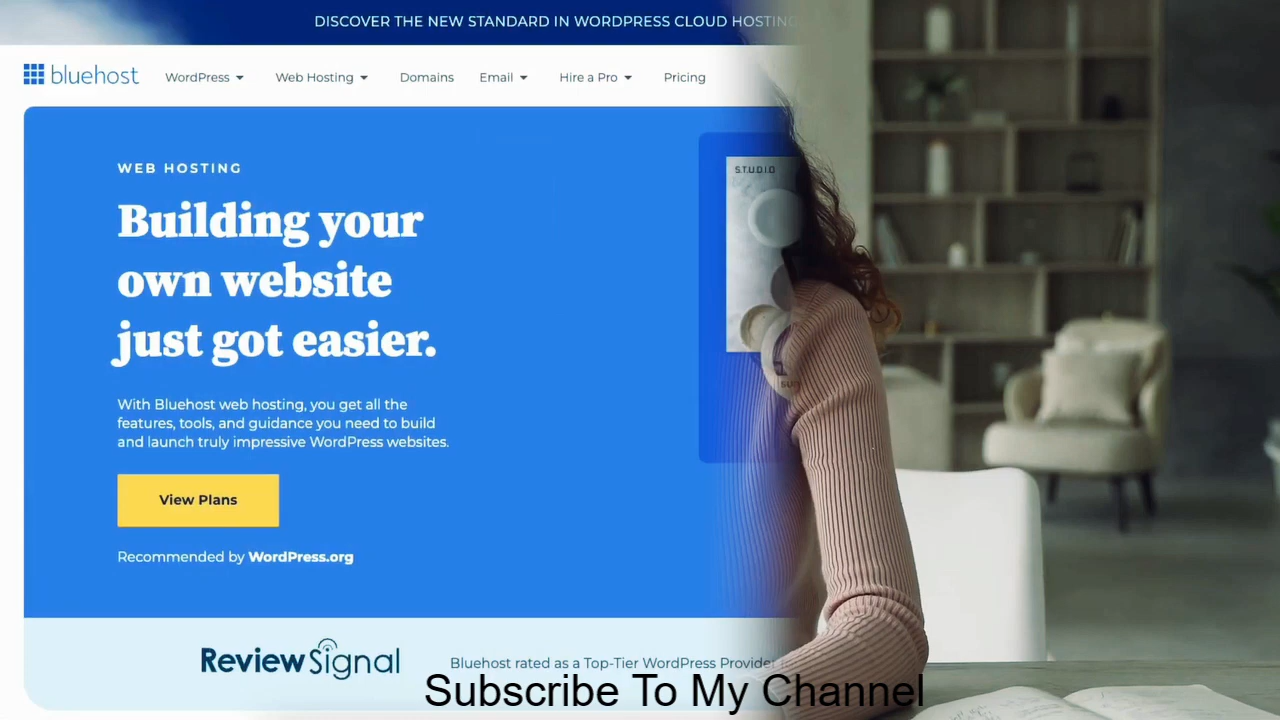 DISCOVER THE NEW STANDARD IN WORDPRESS CLOUD HOSTING
bluehost WordPress Web Hosting Domains Email Hire a Pro Pricing
WEB HOSTING
Building your
own website
just got easier.
With Bluehost web hosting, you get all the
features, tools, and guidance you need to build
and launch truly impressive WordPress websites.
View Plans
Recommended by WordPress.org
STUDIO
ReviewSignal
Bluehost rated as a Top-Tier WordPress Provider
Subscribe To My Channel